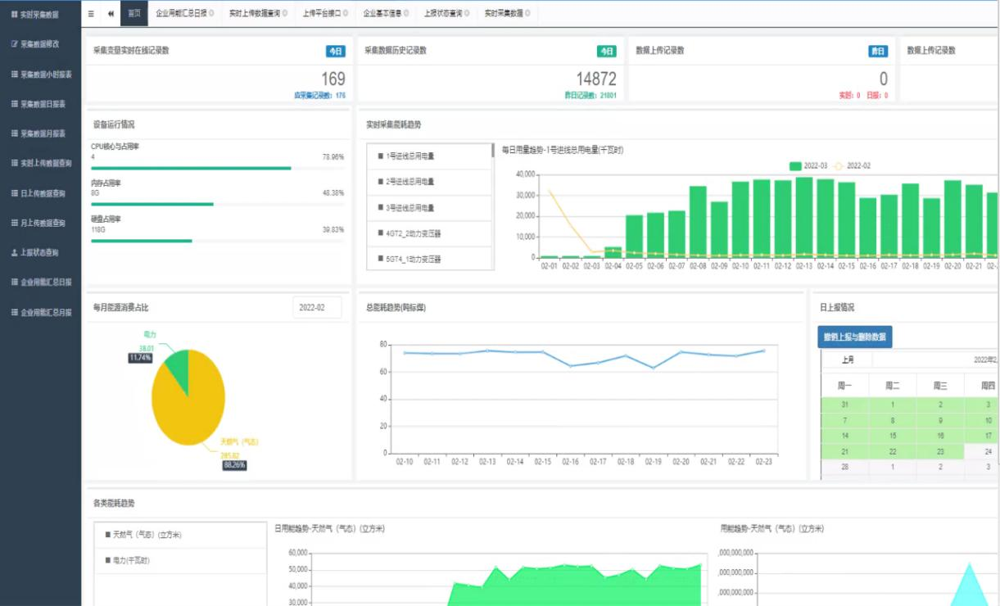 实时采集数据
采集数据修改
采集数据小时报表
采集数据日报表
采集数据月报表
实时上传数据查询
日上传数据查询
月上传数据查询
上报状态查询
企业用能汇总日报
企业用能汇总月报
首页 企业用能汇总日报 实时上传数据查询 上传平台接口 企业基本信息 上报状态查询 实时采集数据
采集变量实时在线记录数 今日
169
应采集记录数：176
采集数据历史记录数 今日
14872
昨日记录数：21801
数据上传记录数 昨日
0
实时：0 日报：0
数据上传记录数
设备运行情况
CPU核心与占用率
4 78.96%
内存占用率
8G 48.38%
硬盘占用率
118G 39.83%
实时采集能耗趋势
1号进线总用电量
2号进线总用电量
3号进线总用电量
4GT2_2助力变压器
5GT4_1助力变压器
每日用量趋势-1号进线总用电量(千瓦时)
2022-03 2022-02
40,000
30,000
20,000
10,000
0
02-01 02-02 02-03 02-04 02-05 02-06 02-07 02-08 02-09 02-10 02-11 02-12 02-13 02-14 02-15 02-16 02-17 02-18 02-19 02-20 02-21 02-2
每月能源消费占比 2022-02
电力
38.01
11.74%
天然气（气态）
285.82
88.26%
总能耗趋势(吨标煤)
80
60
40
20
0
02-10 02-11 02-12 02-13 02-14 02-15 02-16 02-17 02-18 02-19 02-20 02-21 02-22 02-23
日上报情况
撤销上报与删除数据
上月 2022年2
周一 周二 周三 周四
31 1 2 3
7 8 9 10
14 15 16 17
21 22 23 24
28 1 2 3
各类能耗趋势
天然气（气态）(立方米)
电力(千瓦时)
日用能趋势-天然气（气态）(立方米)
60,000
50,000
40,000
30,000
用能趋势-天然气（气态）(立方米)
,000,000,000
,000,000,000
,000,000,000